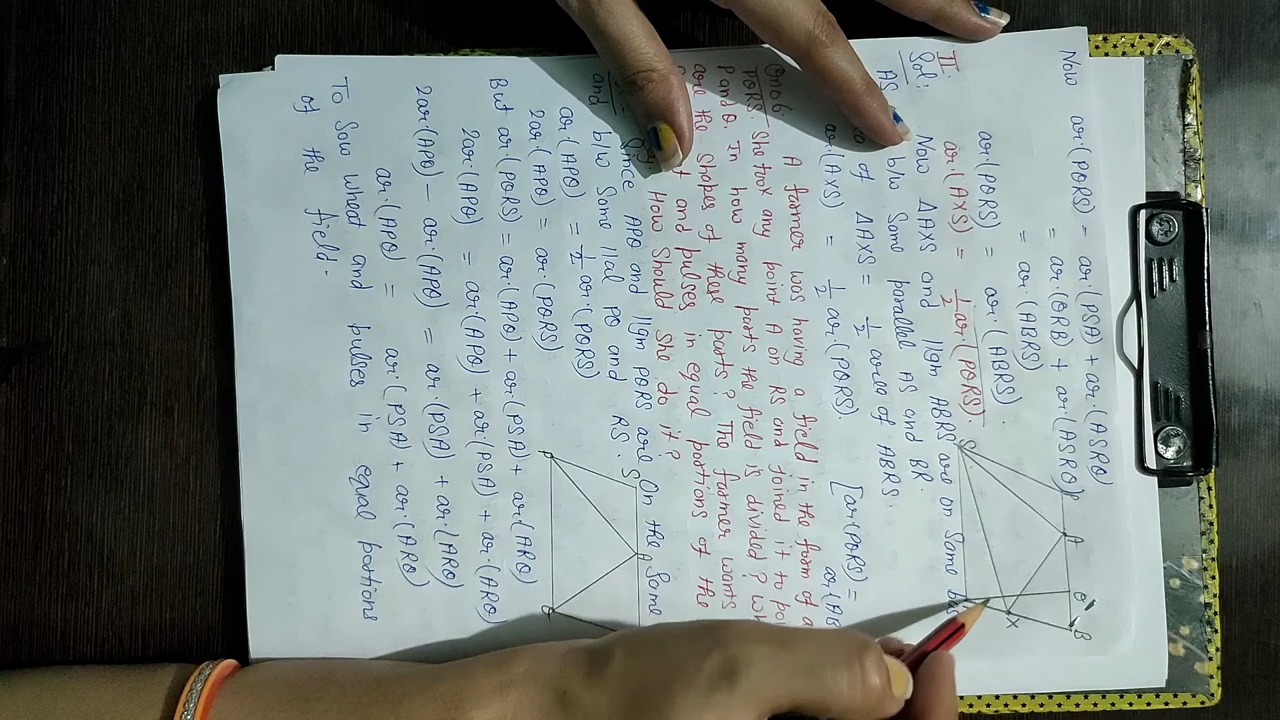 Now ar(PQRS) = ar.(PSA) + ar.(ASRQ)
= ar.(QRB) + ar.(ASRQ)
= ar.(ABRS)
ar(PQRS) = ar.(ABRS)
II. ar.(AXS) = 1/2 ar.(PQRS).
Sol: Now ΔAXS and llgm ABRS are on Same
AS b/w Same parallel AS and BR.
of ΔAXS = 1/2 area of ABRS.
ar(AXS) = 1/2 ar.(PQRS). [ar(PQRS) =
Qno6. A farmer was having a field in the form of a
PQRS. She took any point A on RS and Joined it to
P and Q. In how many parts the field is divided?
are the Shapes of these parts? The farmer wants
and pulses in equal portions of the
How Should She do it?
Since APQ and llgm PQRS are On the Same
and b/w Same llal PQ and RS.
ar(APQ) = 1/2 ar.(PQRS)
2ar.(APQ) = ar.(PQRS)
But ar(PQRS) = ar(APQ) + ar(PSA) + ar(ARQ)
2ar.(APQ) = ar(APQ) + ar(PSA) + ar(ARQ)
2ar(APQ) - ar.(APQ) = ar.(PSA) + ar.(ARQ)
ar.(APQ) = ar(PSA) + ar.(ARQ)
To Sow wheat and pulses in equal portions
of the field.
S
A
Q
B
X
S
A
P
Q